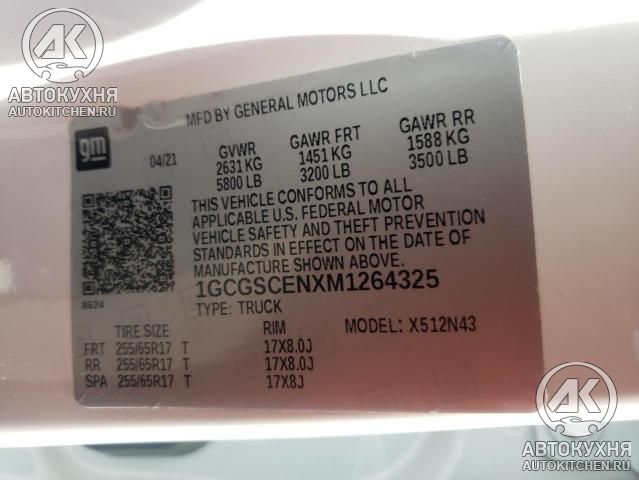 АК
АВТОКУХНЯ
AUTOKITCHEN.RU
MFD BY GENERAL MOTORS LLC
gm
04/21
GVWR GAWR FRT GAWR RR
2631 KG 1451 KG 1588 KG
5800 LB 3200 LB 3500 LB
THIS VEHICLE CONFORMS TO ALL
APPLICABLE U.S. FEDERAL MOTOR
VEHICLE SAFETY AND THEFT PREVENTION
STANDARDS IN EFFECT ON THE DATE OF
MANUFACTURE SHOWN ABOVE.
8624
1GCGSCENXM1264325
TYPE: TRUCK
TIRE SIZE RIM MODEL: X512N43
FRT 255/65R17 T 17X8.0J
RR 255/65R17 T 17X8.0J
SPA 255/65R17 T 17X8J
АК
АВТОКУХНЯ
AUTOKITCHEN.RU